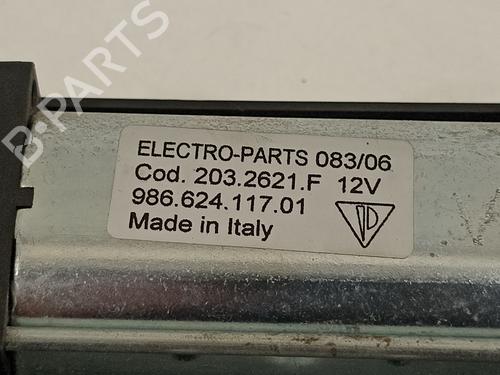 B-PARTS
ELECTRO-PARTS 083/06
Cod. 203.2621.F 12V
986.624.117.01
Made in Italy